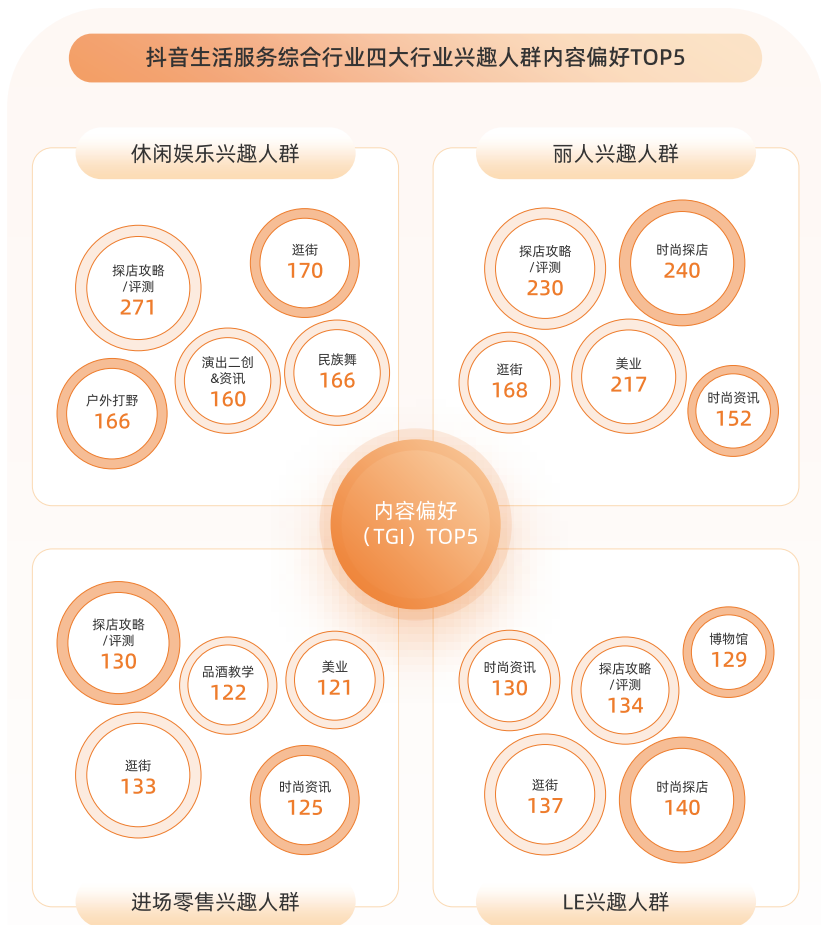 抖音生活服务综合行业四大行业兴趣人群内容偏好TOP5
休闲娱乐兴趣人群
探店攻略
/评测
271
逛街
170
户外打野
166
演出二创
&资讯
160
民族舞
166
丽人兴趣人群
探店攻略
/评测
230
时尚探店
240
逛街
168
美业
217
时尚资讯
152
内容偏好
（TGI）TOP5
探店攻略
/评测
130
品酒教学
122
美业
121
逛街
133
时尚资讯
125
进场零售兴趣人群
时尚资讯
130
探店攻略
/评测
134
博物馆
129
逛街
137
时尚探店
140
LE兴趣人群